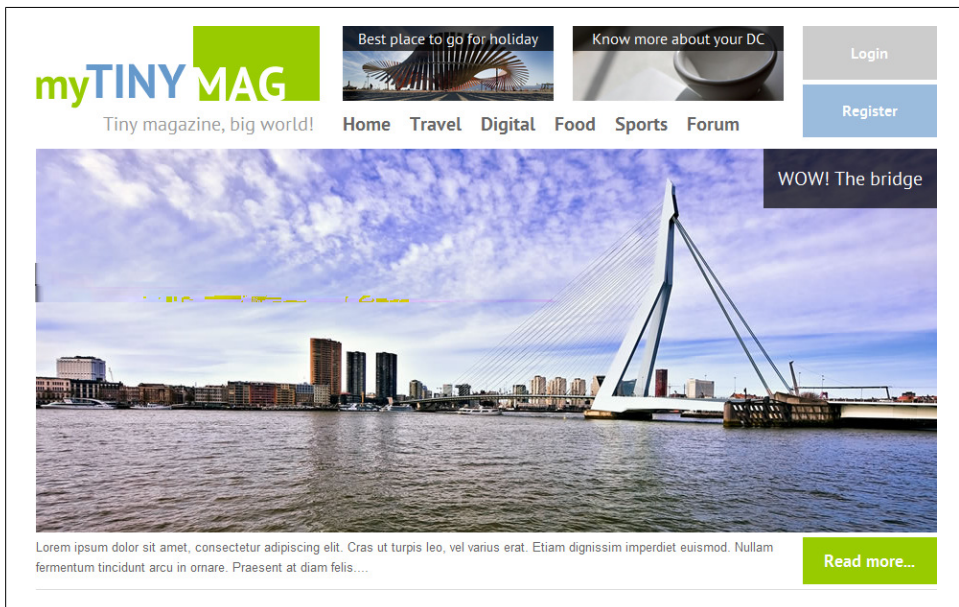 myTINY MAG
Tiny magazine, big world!
Best place to go for holiday
Know more about your DC
Login
Register
Home Travel Digital Food Sports Forum
WOW! The bridge
Lorem ipsum dolor sit amet, consectetur adipiscing elit. Cras ut turpis leo, vel varius erat. Etiam dignissim imperdiet euismod. Nullam
fermentum tincidunt arcu in ornare. Praesent at diam felis....
Read more...